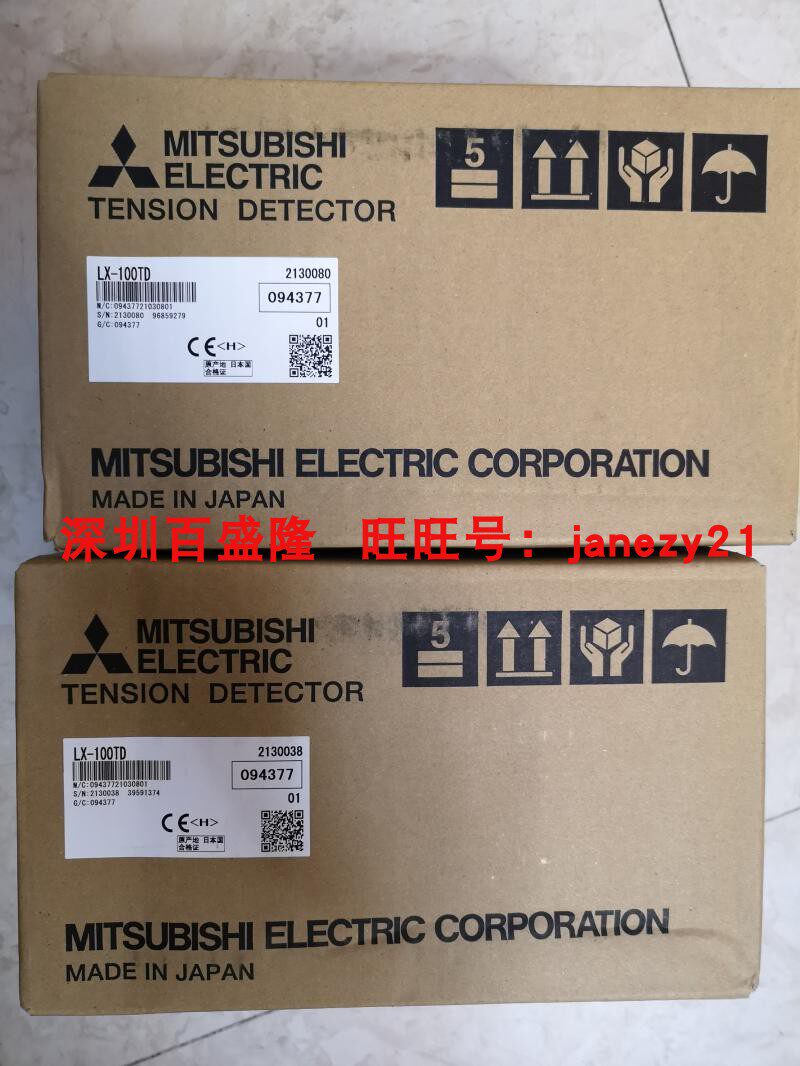 MITSUBISHI
ELECTRIC
TENSION DETECTOR
5
LX-100TD 2130080
M/C:09437721030801
094377
S/N:2130080 96859279
G/C:094377
01
CE<H>
原产地 日本国
合格证
MITSUBISHI ELECTRIC CORPORATION
MADE IN JAPAN
深圳百盛隆 旺旺号：janezy21
MITSUBISHI
ELECTRIC
TENSION DETECTOR
5
LX-100TD 2130038
M/C:09437721030801
094377
S/N:2130038 39591374
G/C:094377
01
CE<H>
原产地 日本国
合格证
MITSUBISHI ELECTRIC CORPORATION
MADE IN JAPAN